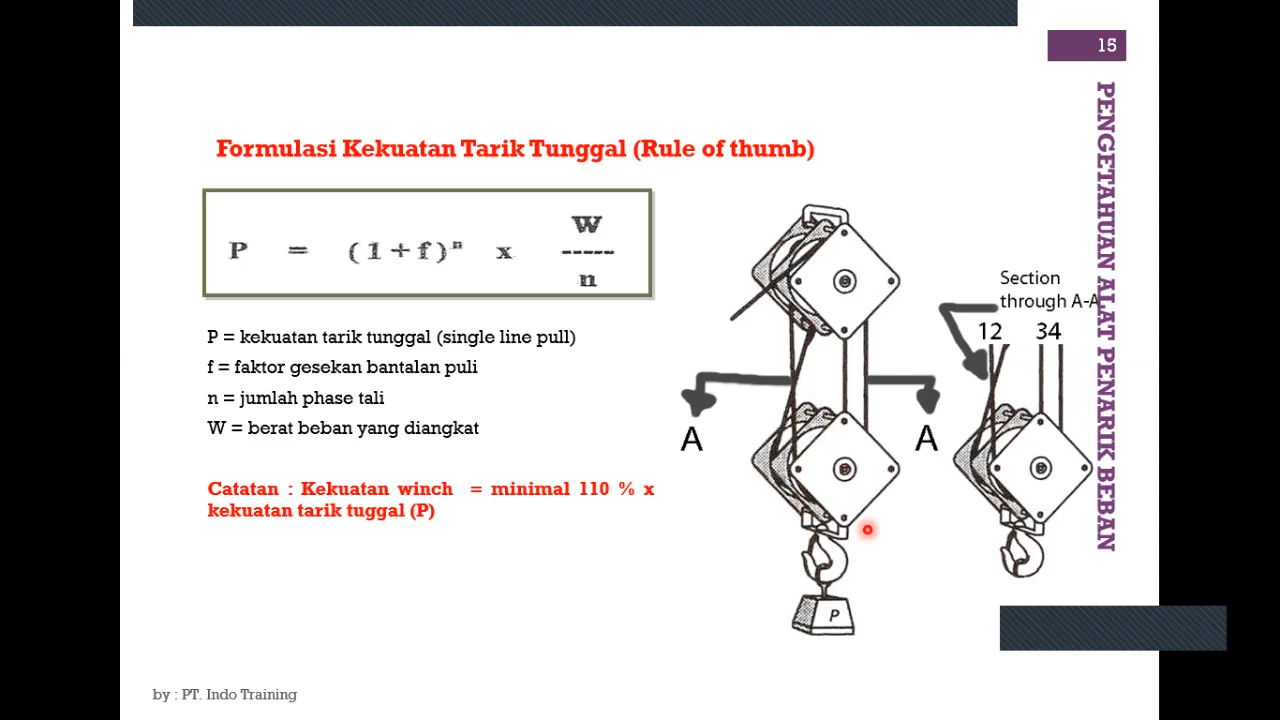 15
PENGETAHUAN ALAT PENARIK BEBAN
Formulasi Kekuatan Tarik Tunggal (Rule of thumb)
W
P = (1+f)ⁿ x -----
n
P = kekuatan tarik tunggal (single line pull)
f = faktor gesekan bantalan puli
n = jumlah phase tali
W = berat beban yang diangkat
Catatan : Kekuatan winch = minimal 110 % x
kekuatan tarik tuggal (P)
Section
through A-A
12 34
A A
P
by : PT. Indo Training